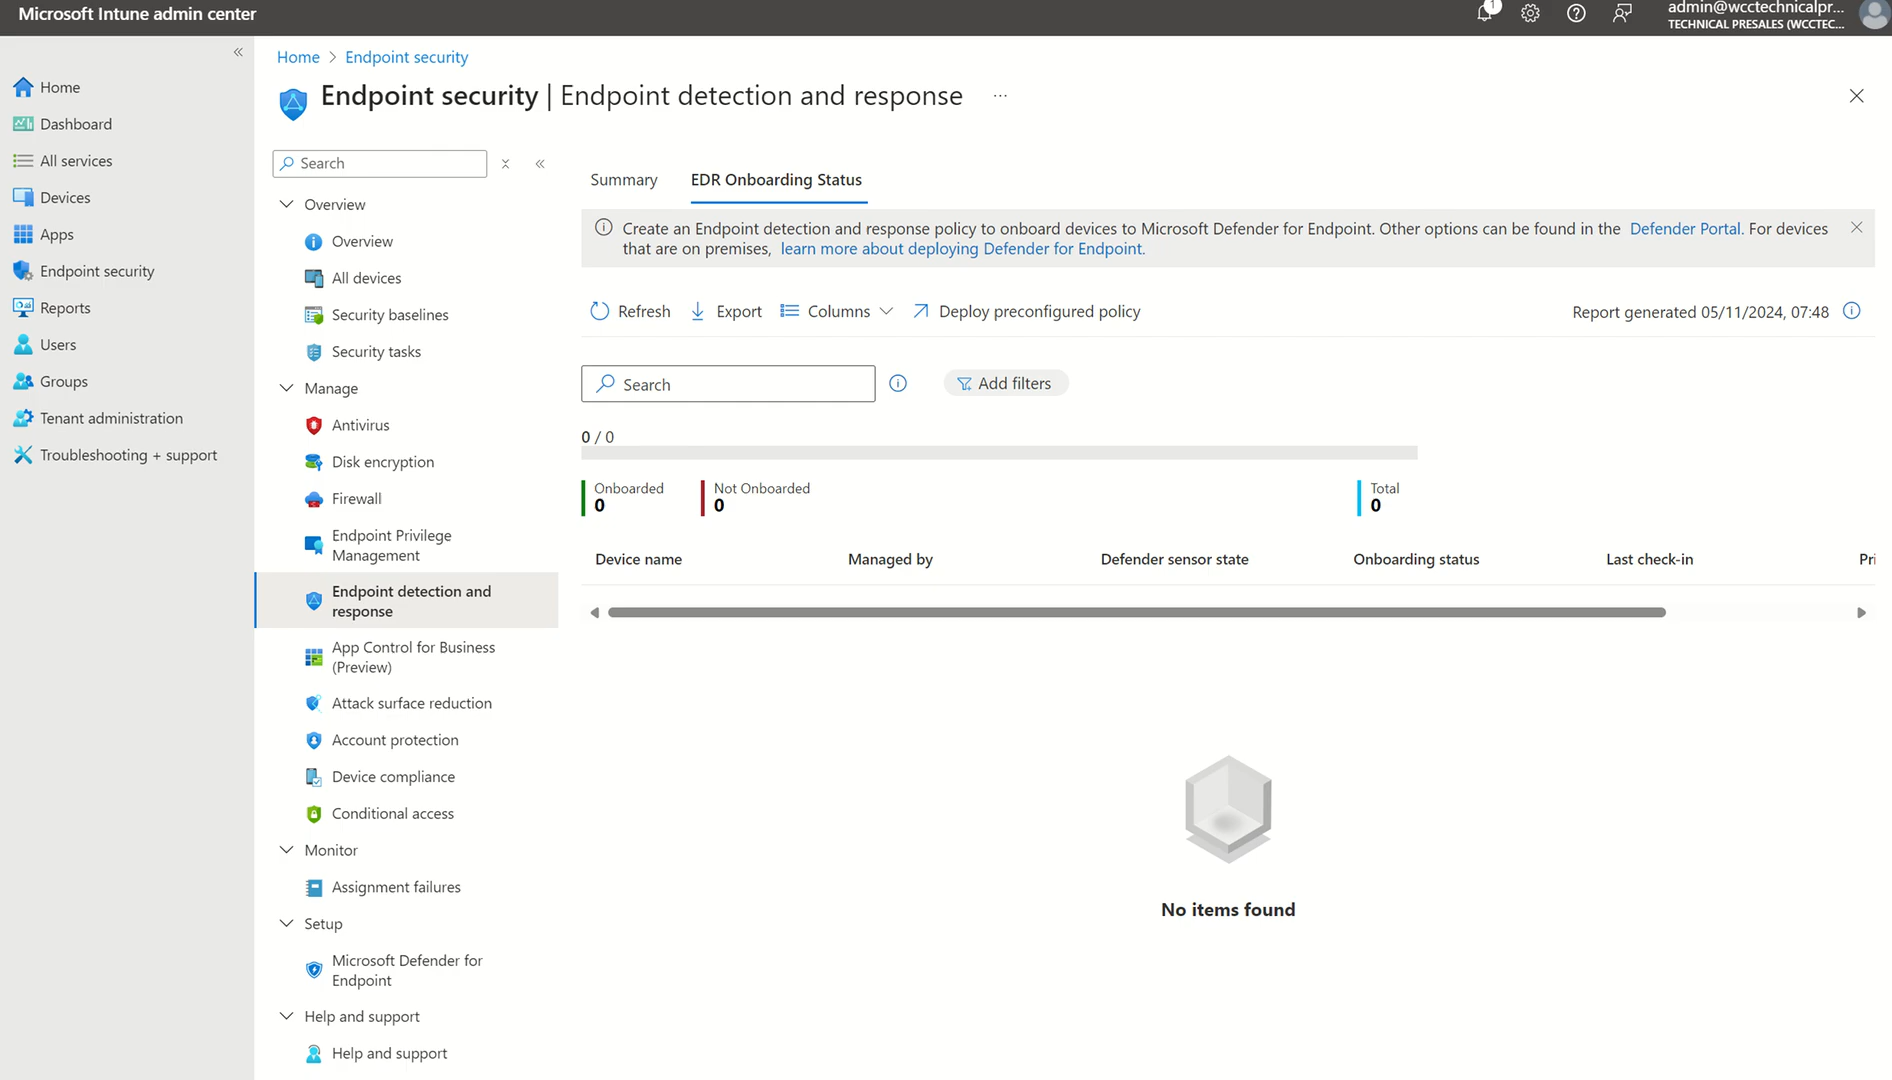 Microsoft Intune admin center
1
admin@wcctechnicalpr...
TECHNICAL PRESALES (WCCTEC...
Home
Dashboard
All services
Devices
Apps
Endpoint security
Reports
Users
Groups
Tenant administration
Troubleshooting + support
Home > Endpoint security
Endpoint security | Endpoint detection and response ...
Search
Overview
Overview
All devices
Security baselines
Security tasks
Manage
Antivirus
Disk encryption
Firewall
Endpoint Privilege
Management
Endpoint detection and
response
App Control for Business
(Preview)
Attack surface reduction
Account protection
Device compliance
Conditional access
Monitor
Assignment failures
Setup
Microsoft Defender for
Endpoint
Help and support
Help and support
Summary EDR Onboarding Status
Create an Endpoint detection and response policy to onboard devices to Microsoft Defender for Endpoint. Other options can be found in the Defender Portal. For devices
that are on premises, learn more about deploying Defender for Endpoint.
Refresh Export Columns Deploy preconfigured policy Report generated 05/11/2024, 07:48
Search Add filters
0 / 0
Onboarded Not Onboarded Total
0 0 0
Device name Managed by Defender sensor state Onboarding status Last check-in Pri
No items found